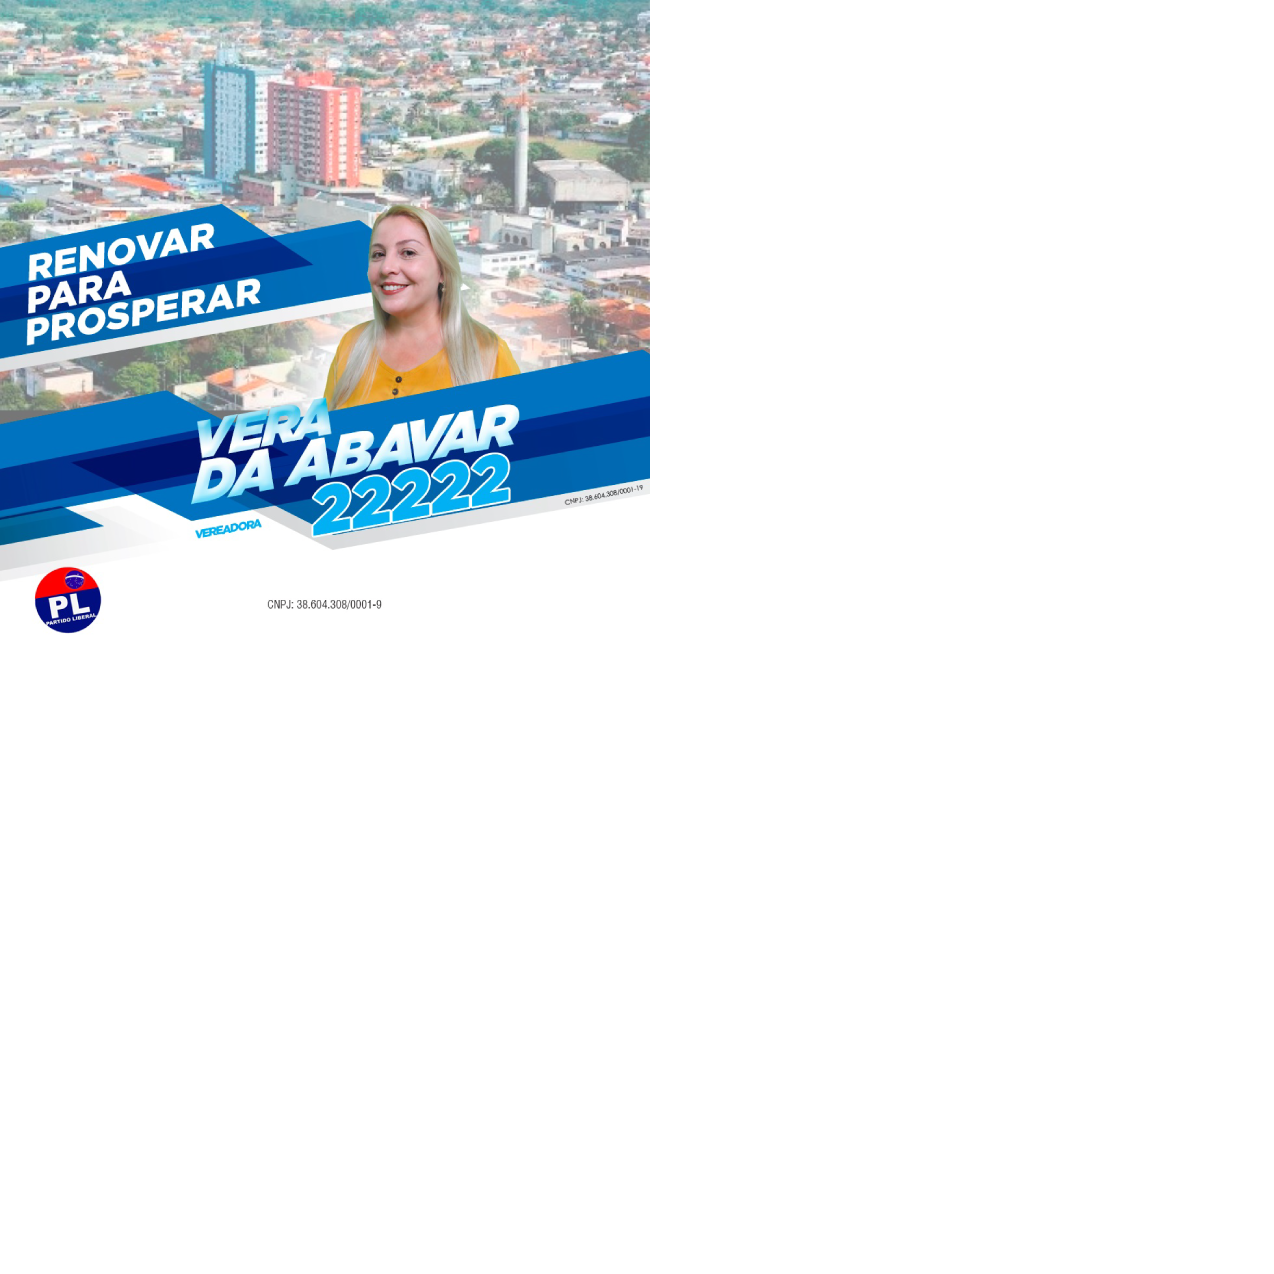 RENOVAR
PARA
PROSPERAR
VERA
DA ABAVAR
22222
VEREADORA
CNPJ: 38.604.308/0001-19
PL
PARTIDO LIBERAL
CNPJ: 38.604.308/0001-9